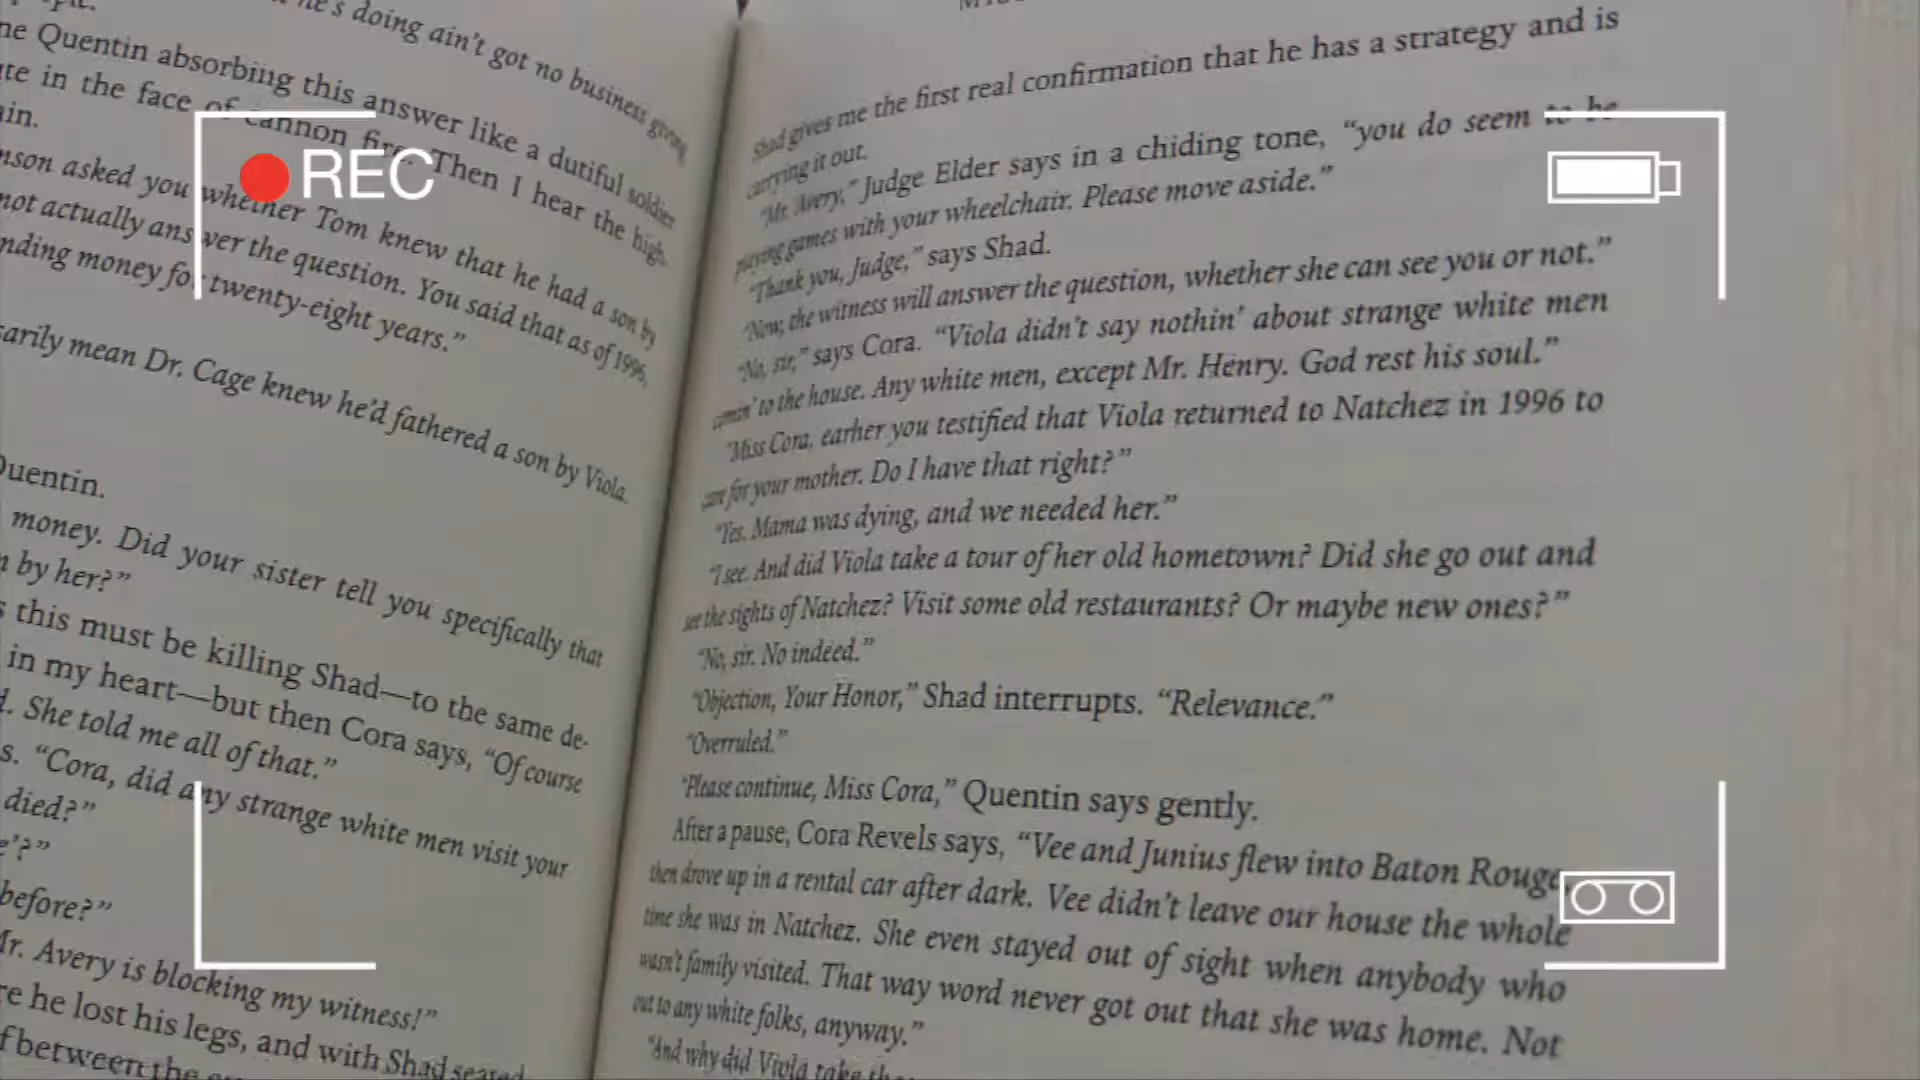 he's doing ain't got no business giving
ne Quentin absorbing this answer like a dutiful soldier
te in the face of cannon fire. Then I hear the high-
ain.
nson asked you whether Tom knew that he had a son by
not actually answer the question. You said that as of 1996,
nding money for twenty-eight years.”
sarily mean Dr. Cage knew he’d fathered a son by Viola.
Quentin.
money. Did your sister tell you specifically that
n by her?”
s this must be killing Shad—to the same de-
in my heart—but then Cora says, “Of course
d. She told me all of that.”
s. “Cora, did any strange white men visit your
died?”
e’?”
before?”
Mr. Avery is blocking my witness!”
re he lost his legs, and with Shad seated
f between the
REC
Shad gives me the first real confirmation that he has a strategy and is
carrying it out.
“Mr. Avery,” Judge Elder says in a chiding tone, “you do seem to be
playing games with your wheelchair. Please move aside.”
“Thank you, Judge,” says Shad.
“Now, the witness will answer the question, whether she can see you or not.”
“No, sir,” says Cora. “Viola didn’t say nothin’ about strange white men
comin’ to the house. Any white men, except Mr. Henry. God rest his soul.”
“Miss Cora, earlier you testified that Viola returned to Natchez in 1996 to
care for your mother. Do I have that right?”
“Yes. Mama was dying, and we needed her.”
“I see. And did Viola take a tour of her old hometown? Did she go out and
see the sights of Natchez? Visit some old restaurants? Or maybe new ones?”
“No, sir. No indeed.”
“Objection, Your Honor,” Shad interrupts. “Relevance.”
“Overruled.”
“Please continue, Miss Cora,” Quentin says gently.
After a pause, Cora Revels says, “Vee and Junius flew into Baton Rouge,
then drove up in a rental car after dark. Vee didn’t leave our house the whole
time she was in Natchez. She even stayed out of sight when anybody who
wasn’t family visited. That way word never got out that she was home. Not
out to any white folks, anyway.”
“And why did Viola take